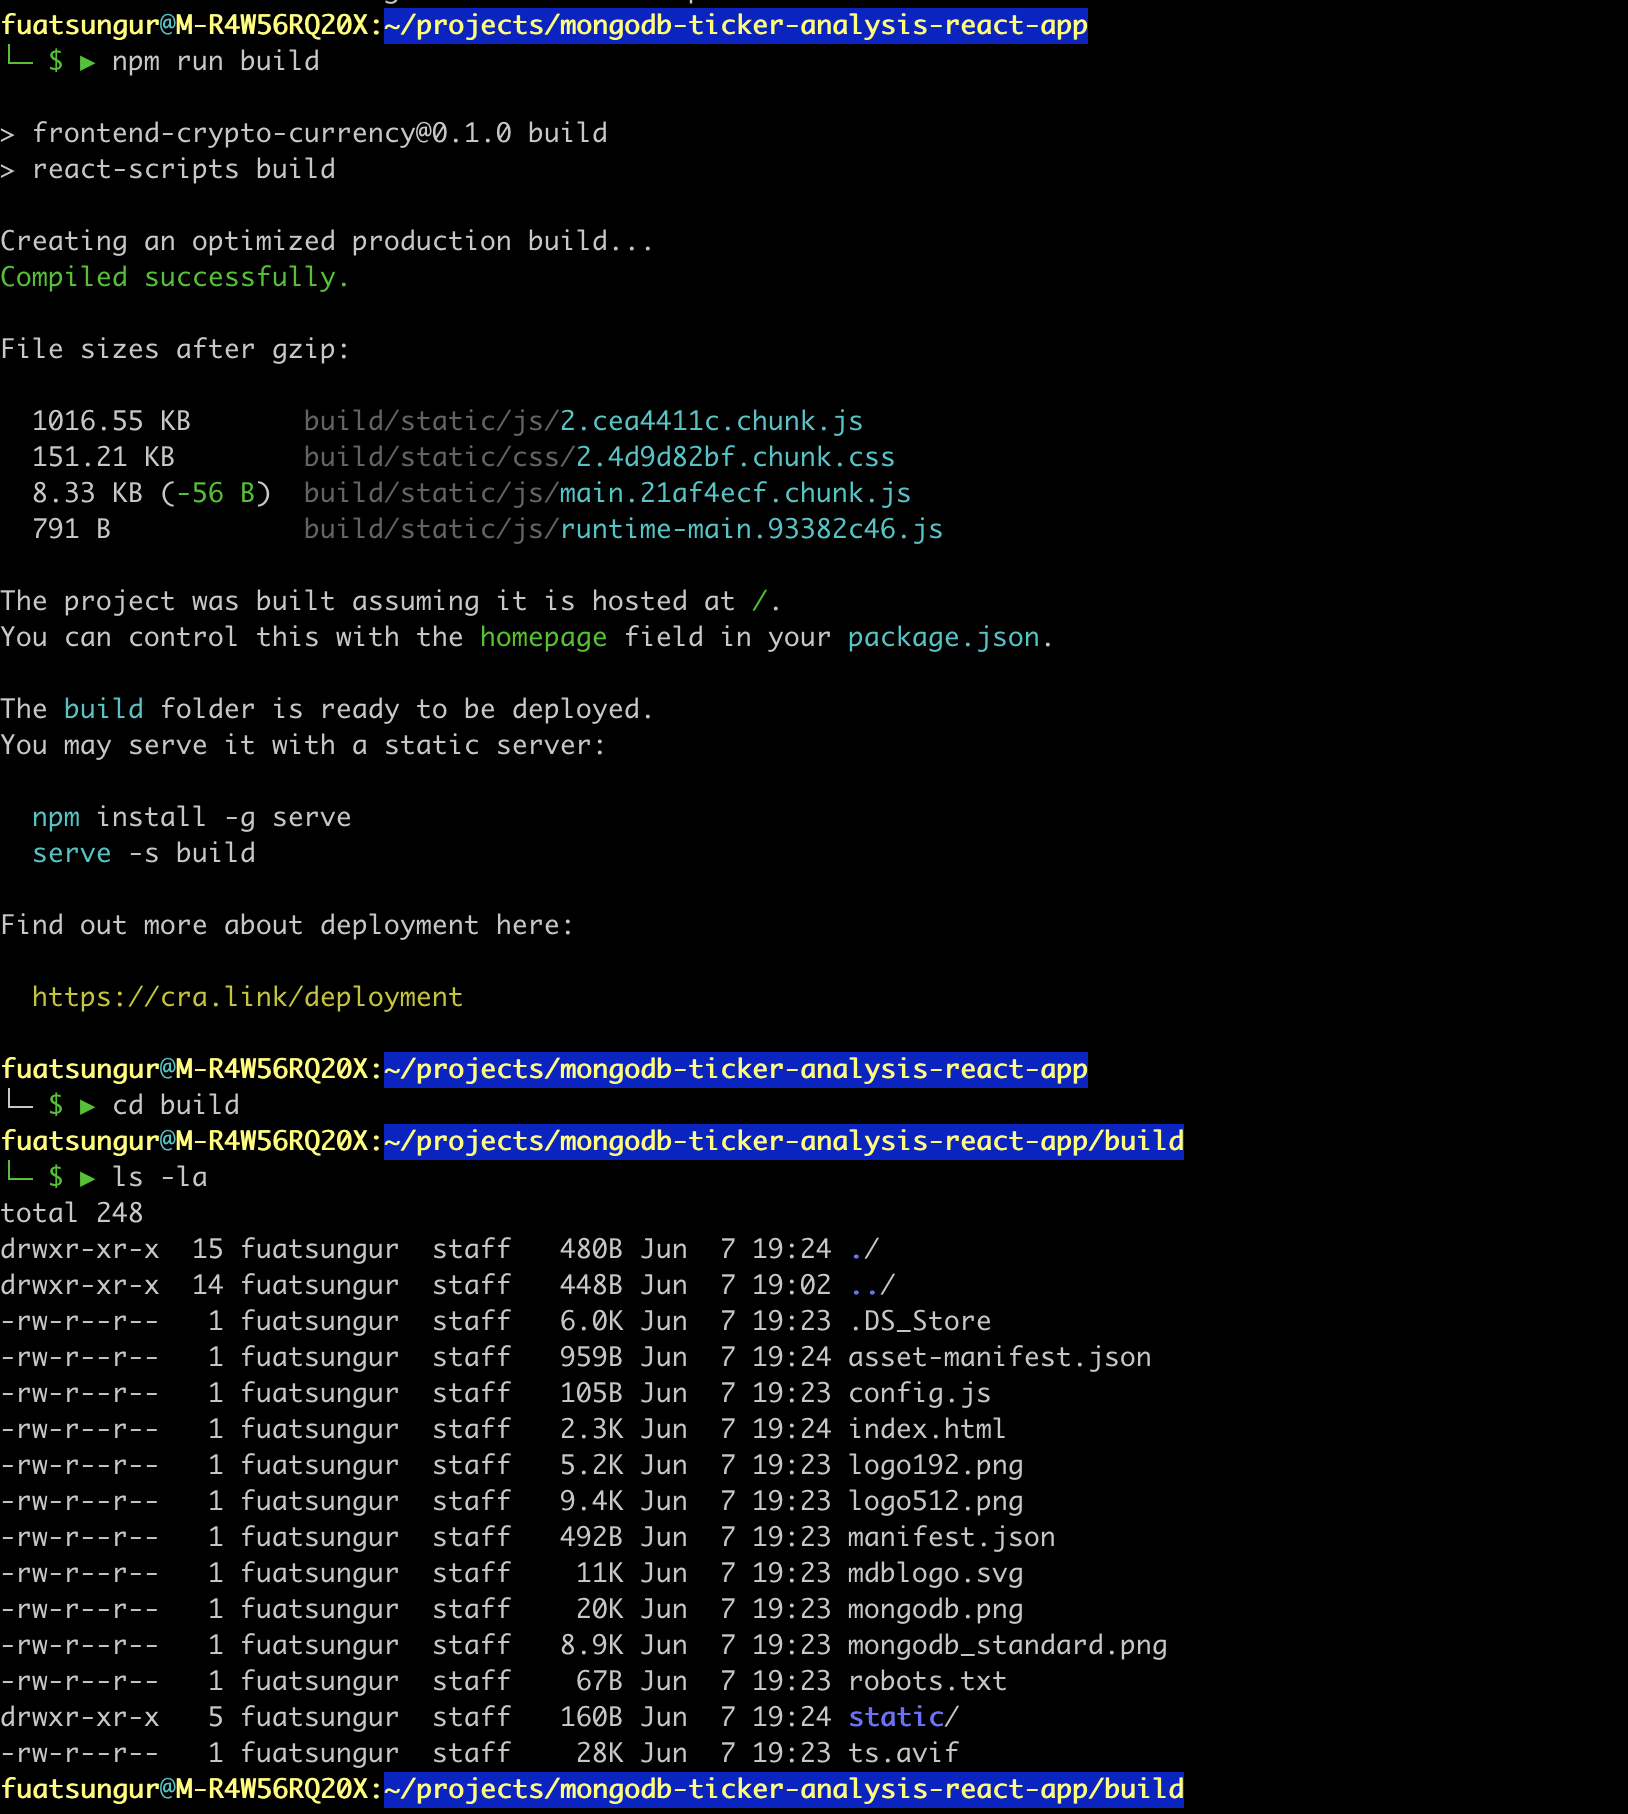 fuatsungur@M-R4W56RQ20X:~/projects/mongodb-ticker-analysis-react-app
└─ $ ▶ npm run build
> frontend-crypto-currency@0.1.0 build
> react-scripts build
Creating an optimized production build...
Compiled successfully.
File sizes after gzip:
1016.55 KB build/static/js/2.cea4411c.chunk.js
151.21 KB build/static/css/2.4d9d82bf.chunk.css
8.33 KB (-56 B) build/static/js/main.21af4ecf.chunk.js
791 B build/static/js/runtime-main.93382c46.js
The project was built assuming it is hosted at /.
You can control this with the homepage field in your package.json.
The build folder is ready to be deployed.
You may serve it with a static server:
npm install -g serve
serve -s build
Find out more about deployment here:
https://cra.link/deployment
fuatsungur@M-R4W56RQ20X:~/projects/mongodb-ticker-analysis-react-app
└─ $ ▶ cd build
fuatsungur@M-R4W56RQ20X:~/projects/mongodb-ticker-analysis-react-app/build
└─ $ ▶ ls -la
total 248
drwxr-xr-x 15 fuatsungur staff 480B Jun 7 19:24 ./
drwxr-xr-x 14 fuatsungur staff 448B Jun 7 19:02 ../
-rw-r--r-- 1 fuatsungur staff 6.0K Jun 7 19:23 .DS_Store
-rw-r--r-- 1 fuatsungur staff 959B Jun 7 19:24 asset-manifest.json
-rw-r--r-- 1 fuatsungur staff 105B Jun 7 19:23 config.js
-rw-r--r-- 1 fuatsungur staff 2.3K Jun 7 19:24 index.html
-rw-r--r-- 1 fuatsungur staff 5.2K Jun 7 19:23 logo192.png
-rw-r--r-- 1 fuatsungur staff 9.4K Jun 7 19:23 logo512.png
-rw-r--r-- 1 fuatsungur staff 492B Jun 7 19:23 manifest.json
-rw-r--r-- 1 fuatsungur staff 11K Jun 7 19:23 mdblogo.svg
-rw-r--r-- 1 fuatsungur staff 20K Jun 7 19:23 mongodb.png
-rw-r--r-- 1 fuatsungur staff 8.9K Jun 7 19:23 mongodb_standard.png
-rw-r--r-- 1 fuatsungur staff 67B Jun 7 19:23 robots.txt
drwxr-xr-x 5 fuatsungur staff 160B Jun 7 19:24 static/
-rw-r--r-- 1 fuatsungur staff 28K Jun 7 19:23 ts.avif
fuatsungur@M-R4W56RQ20X:~/projects/mongodb-ticker-analysis-react-app/build